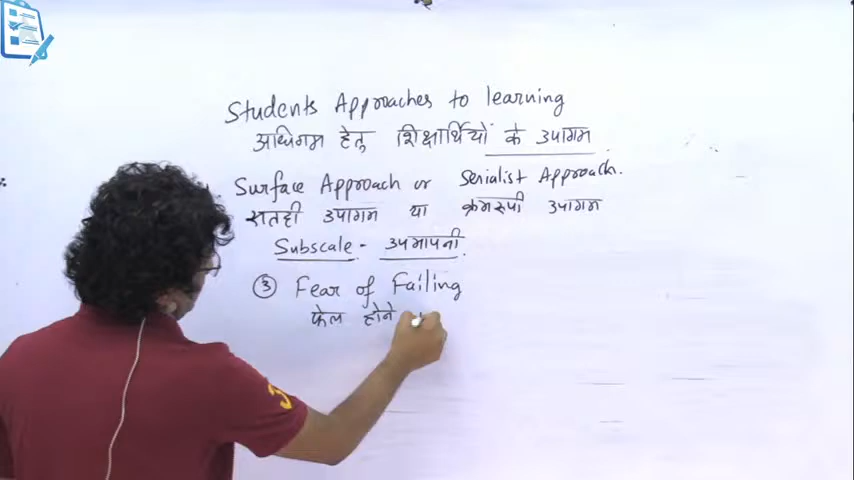 Students Approaches to learning
अधिगम हेतु शिक्षार्थियों के उपागम
Surface Approach or Serialist Approach.
सतही उपागम या क्रमरूपी उपागम
Subscale - उपमापनी.
③ Fear of Failing
फेल होने